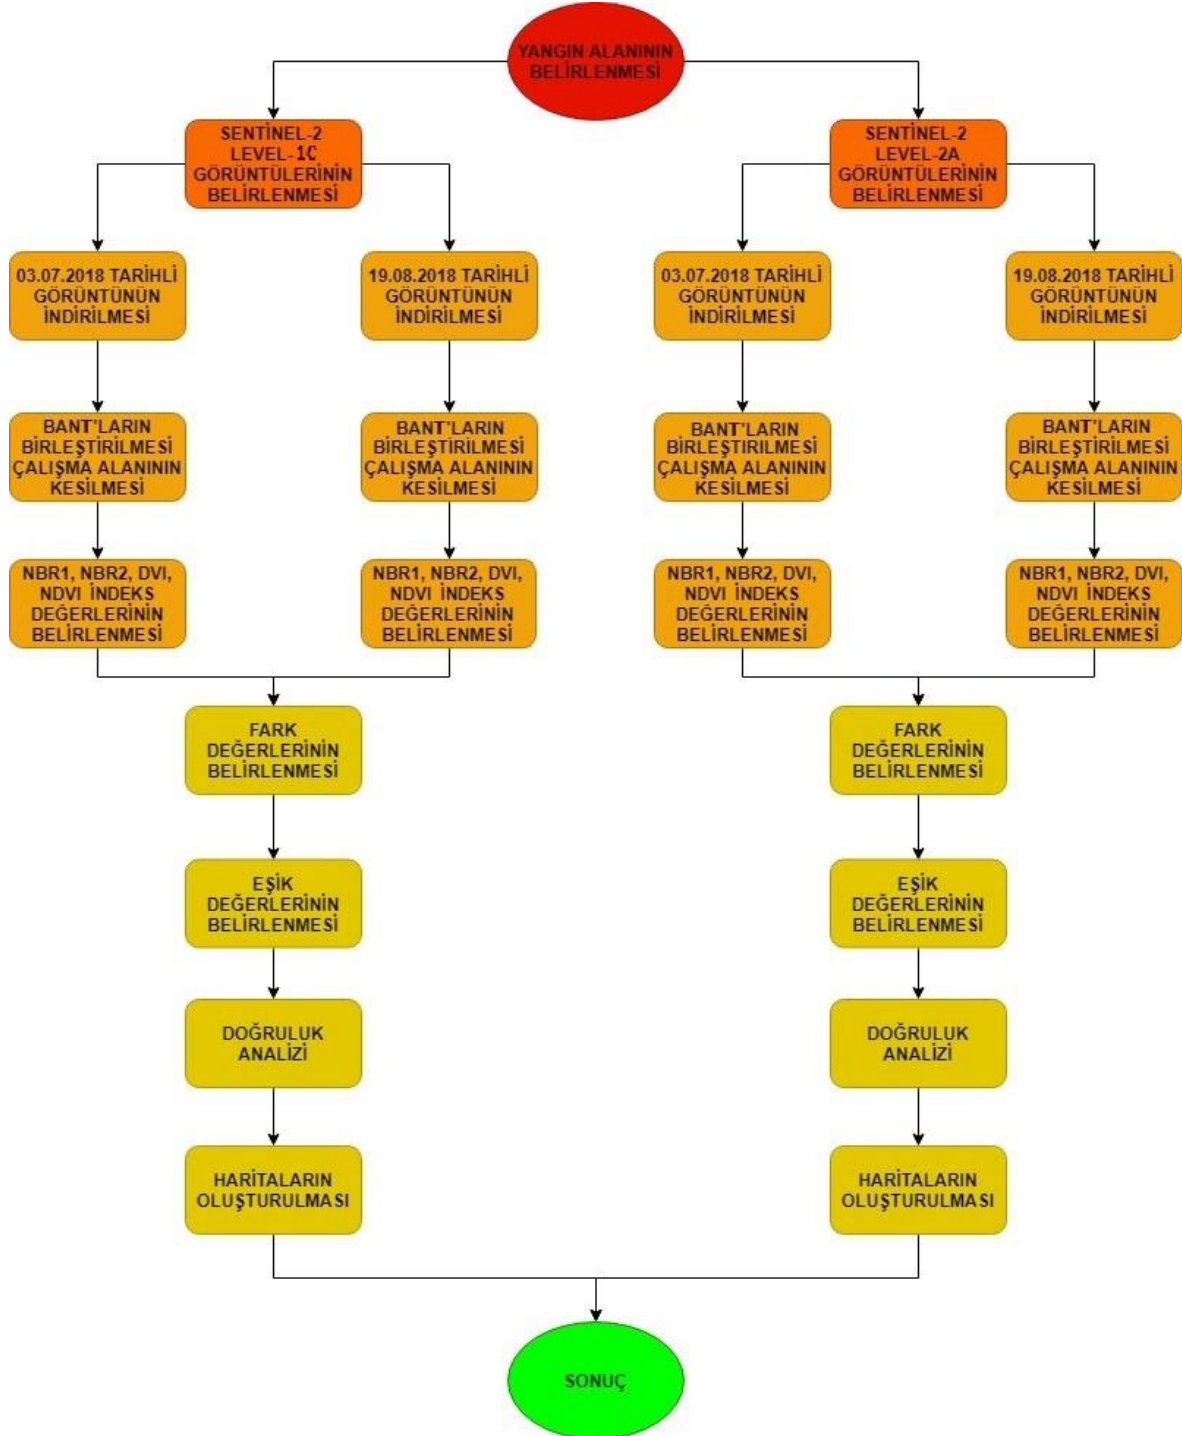 YANGIN ALANININ
BELİRLENMESİ
SENTİNEL-2
LEVEL-1C
GÖRÜNTÜLERİNİN
BELİRLENMESİ
SENTİNEL-2
LEVEL-2A
GÖRÜNTÜLERİNİN
BELİRLENMESİ
03.07.2018 TARİHLİ
GÖRÜNTÜNÜN
İNDİRİLMESİ
19.08.2018 TARİHLİ
GÖRÜNTÜNÜN
İNDİRİLMESİ
03.07.2018 TARİHLİ
GÖRÜNTÜNÜN
İNDİRİLMESİ
19.08.2018 TARİHLİ
GÖRÜNTÜNÜN
İNDİRİLMESİ
BANT'LARIN
BİRLEŞTİRİLMESİ
ÇALIŞMA ALANININ
KESİLMESİ
BANT'LARIN
BİRLEŞTİRİLMESİ
ÇALIŞMA ALANININ
KESİLMESİ
BANT'LARIN
BİRLEŞTIRILMESİ
ÇALIŞMA ALANININ
KESİLMESİ
BANT'LARIN
BİRLEŞTİRİLMESİ
ÇALIŞMA ALANININ
KESİLMESİ
NBR1, NBR2, DVI,
NDVI İNDEKS
DEĞERLERİNİN
BELİRLENMESİ
NBR1, NBR2, DVI,
NDVI İNDEKS
DEĞERLERİNİN
BELİRLENMESİ
NBR1, NBR2, DVI,
NDVI İNDEKS
DEĞERLERİNİN
BELİRLENMESİ
NBR1, NBR2, DVI,
NDVI İNDEKS
DEĞERLERİNİN
BELİRLENMESİ
FARK
DEĞERLERİNİN
BELİRLENMESİ
FARK
DEĞERLERİNİN
BELİRLENMESİ
EŞİK
DEĞERLERİNİN
BELİRLENMESİ
EŞİK
DEĞERLERİNİN
BELİRLENMESİ
DOĞRULUK
ANALİZİ
DOĞRULUK
ANALİZİ
HARİTALARIN
OLUŞTURULMASI
HARİTALARIN
OLUŞTURULMASI
SONUÇ